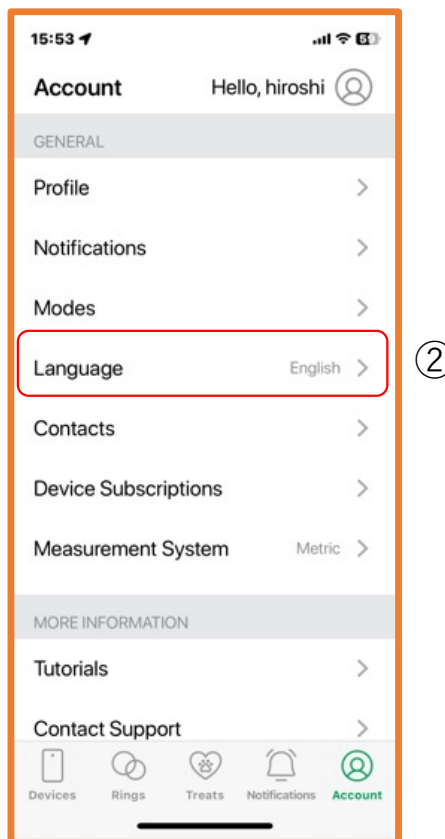 15:53
Account Hello, hiroshi
GENERAL
Profile
Notifications
Modes
Language English
②
Contacts
Device Subscriptions
Measurement System Metric
MORE INFORMATION
Tutorials
Contact Support
Devices Rings Treats Notifications Account